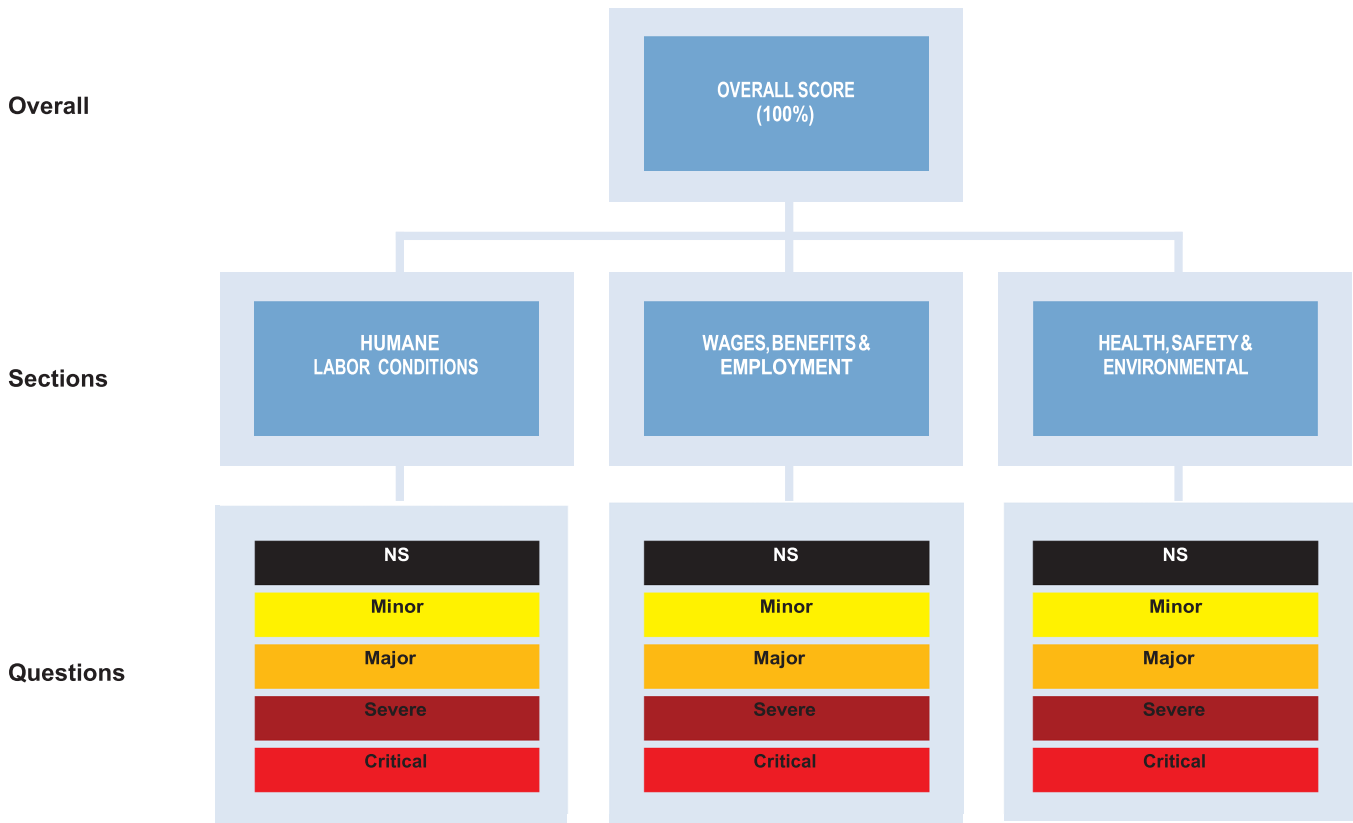 Overall
OVERALL SCORE
(100%)
Sections
HUMANE
LABOR CONDITIONS
WAGES, BENEFITS &
EMPLOYMENT
HEALTH, SAFETY &
ENVIRONMENTAL
Questions
NS
Minor
Major
Severe
Critical
NS
Minor
Major
Severe
Critical
NS
Minor
Major
Severe
Critical